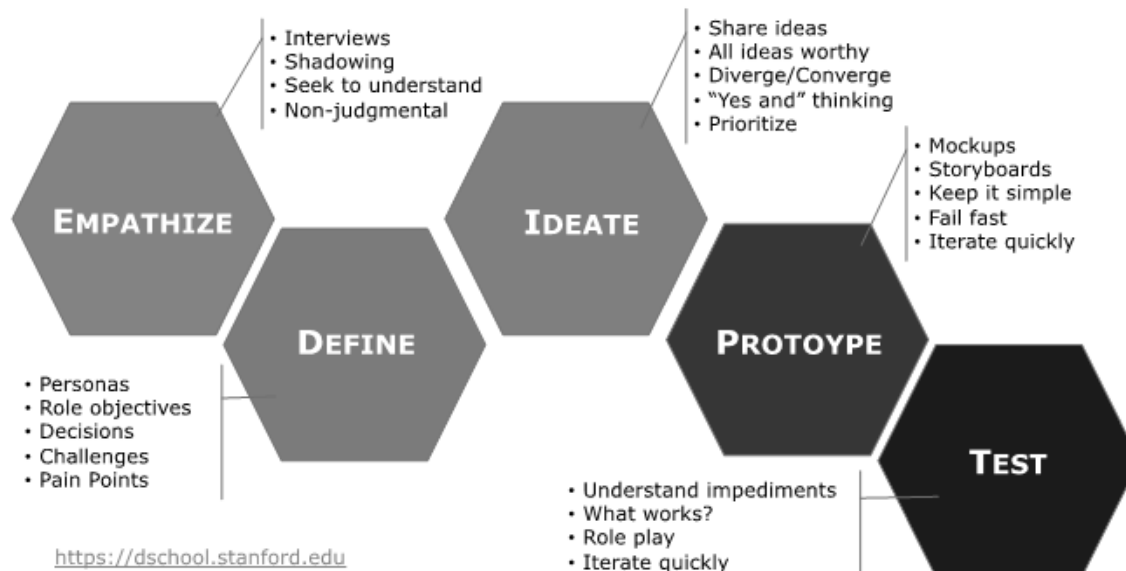 EMPATHIZE
• Interviews
• Shadowing
• Seek to understand
• Non-judgmental
DEFINE
• Personas
• Role objectives
• Decisions
• Challenges
• Pain Points
IDEATE
• Share ideas
• All ideas worthy
• Diverge/Converge
• “Yes and” thinking
• Prioritize
PROTOYPE
• Mockups
• Storyboards
• Keep it simple
• Fail fast
• Iterate quickly
TEST
• Understand impediments
• What works?
• Role play
• Iterate quickly
https://dschool.stanford.edu